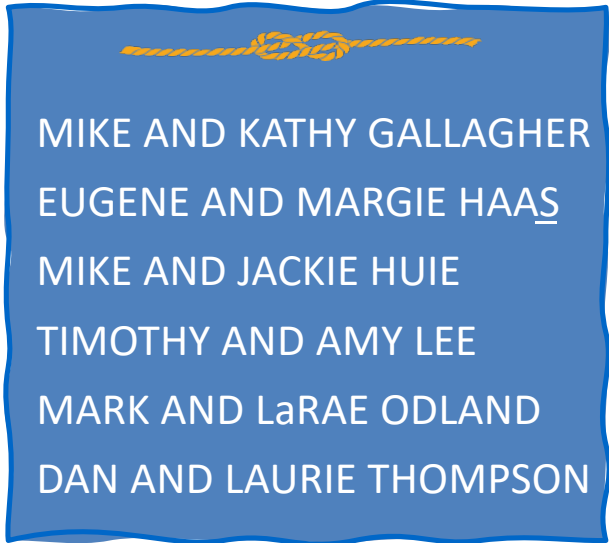 MIKE AND KATHY GALLAGHER
EUGENE AND MARGIE HAAS
MIKE AND JACKIE HUIE
TIMOTHY AND AMY LEE
MARK AND LaRAE ODLAND
DAN AND LAURIE THOMPSON